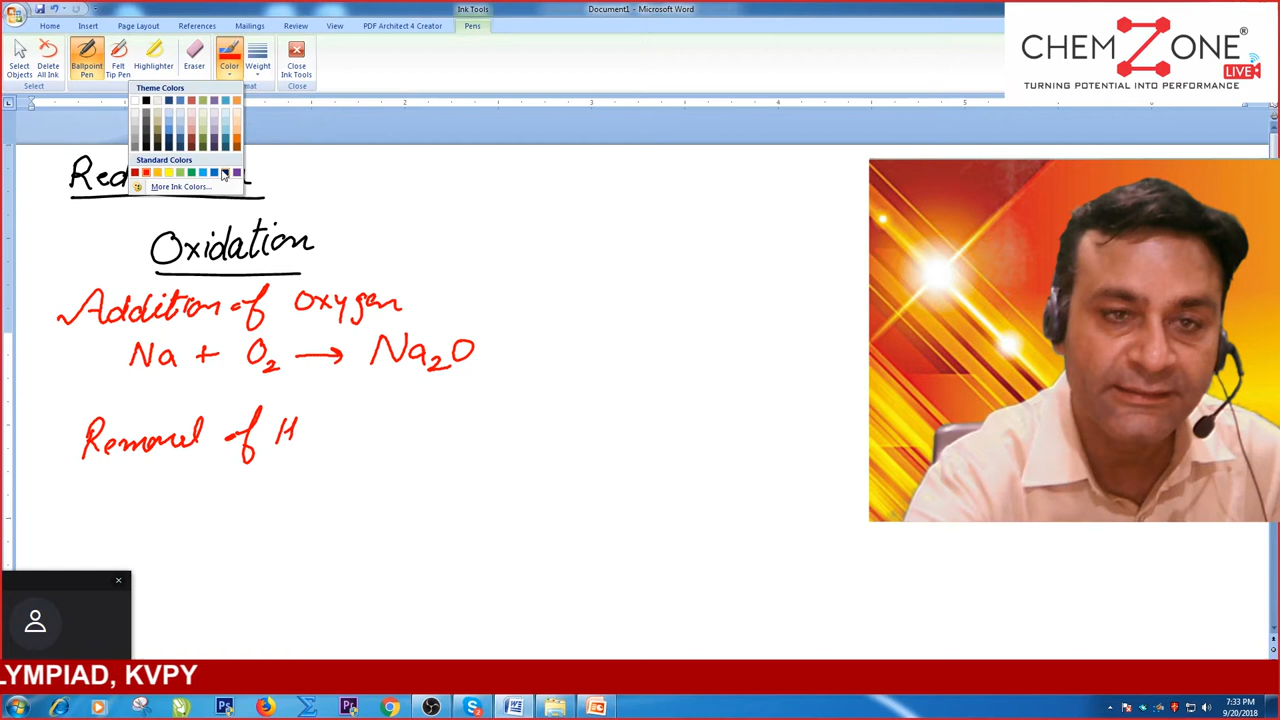 Ink Tools
Document1 - Microsoft Word
Home Insert Page Layout References Mailings Review View PDF Architect 4 Creator Pens
Select Objects Delete All Ink Ballpoint Pen Felt Tip Pen Highlighter Eraser Color Weight Close Ink Tools
Select mat Close
Theme Colors
Standard Colors
More Ink Colors...
2 5
CHEMZONE®
LIVE
TURNING POTENTIAL INTO PERFORMANCE
Oxidation
Addition of Oxygen
Na + O2 → Na2O
Removal of H
LYMPIAD, KVPY
7:33 PM
9/20/2018